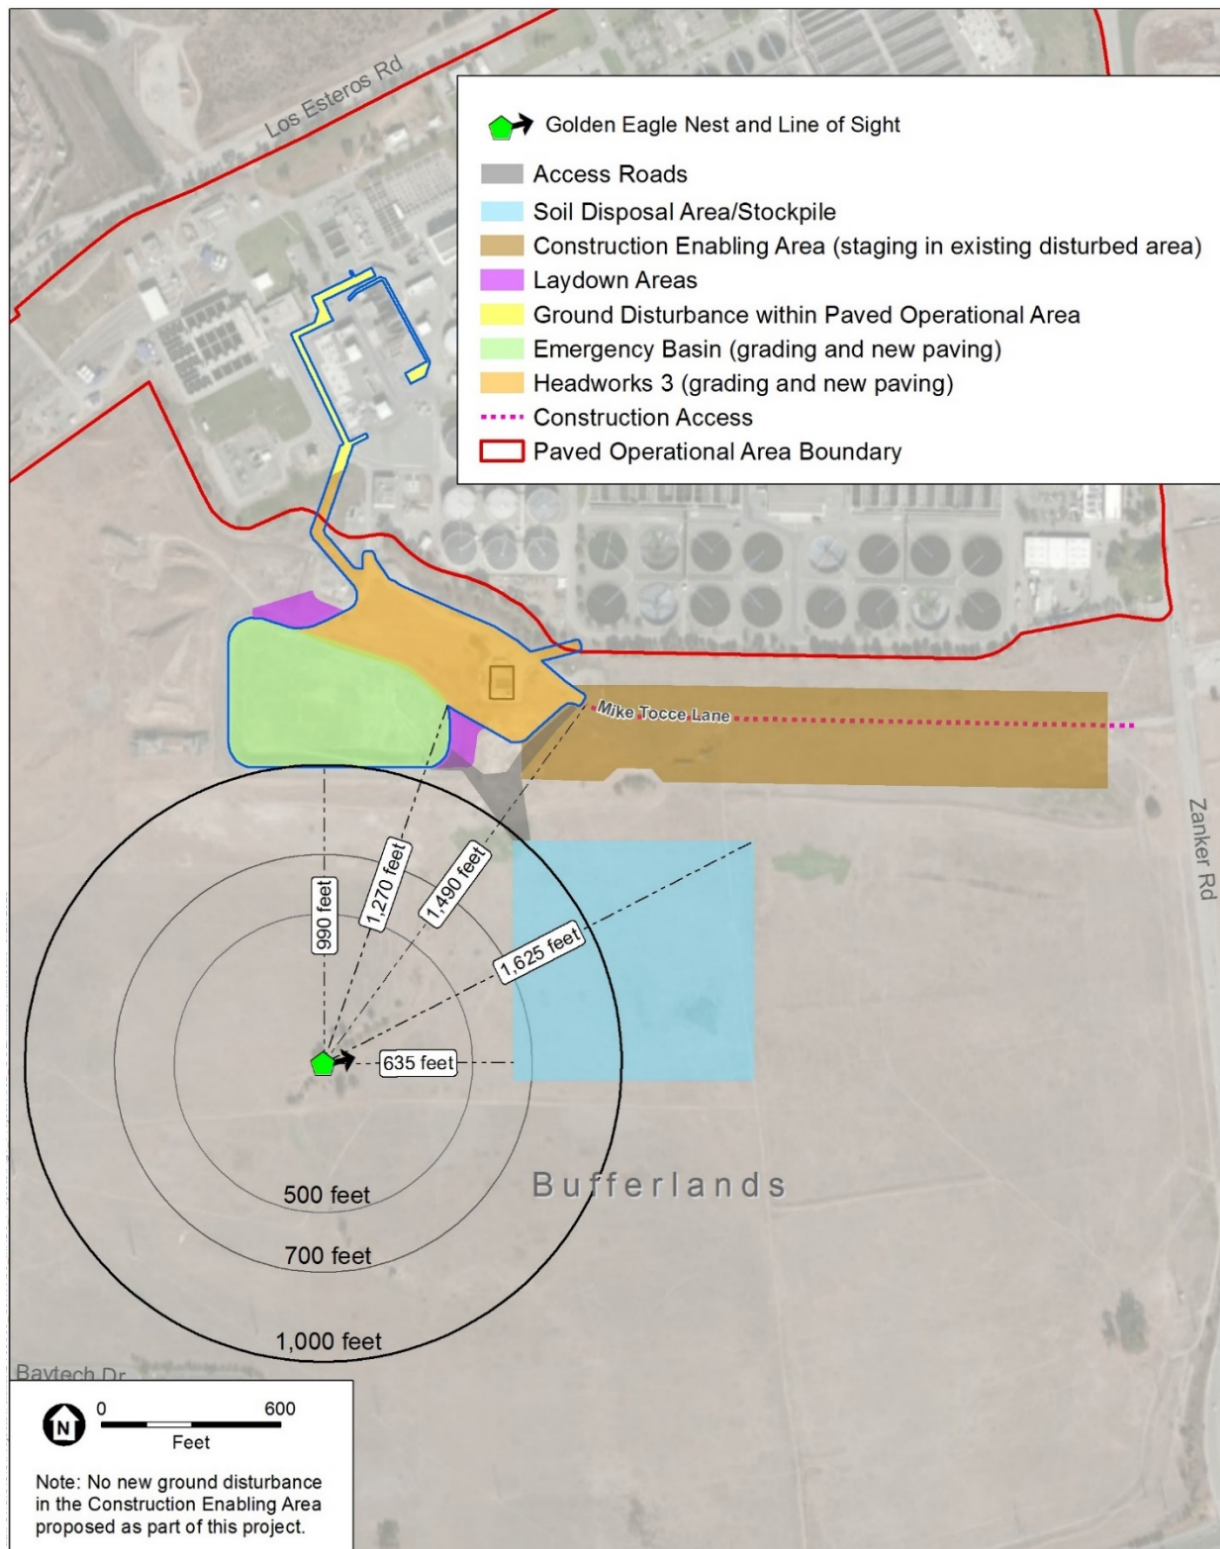 Los Esteros Rd
Golden Eagle Nest and Line of Sight
Access Roads
Soil Disposal Area/Stockpile
Construction Enabling Area (staging in existing disturbed area)
Laydown Areas
Ground Disturbance within Paved Operational Area
Emergency Basin (grading and new paving)
Headworks 3 (grading and new paving)
Construction Access
Paved Operational Area Boundary
Mike Tocce Lane
Zanker Rd
990 feet
1,270 feet
1,490 feet
1,625 feet
635 feet
Bufferlands
500 feet
700 feet
1,000 feet
Baytech Dr
N
0 600
Feet
Note: No new ground disturbance
in the Construction Enabling Area
proposed as part of this project.